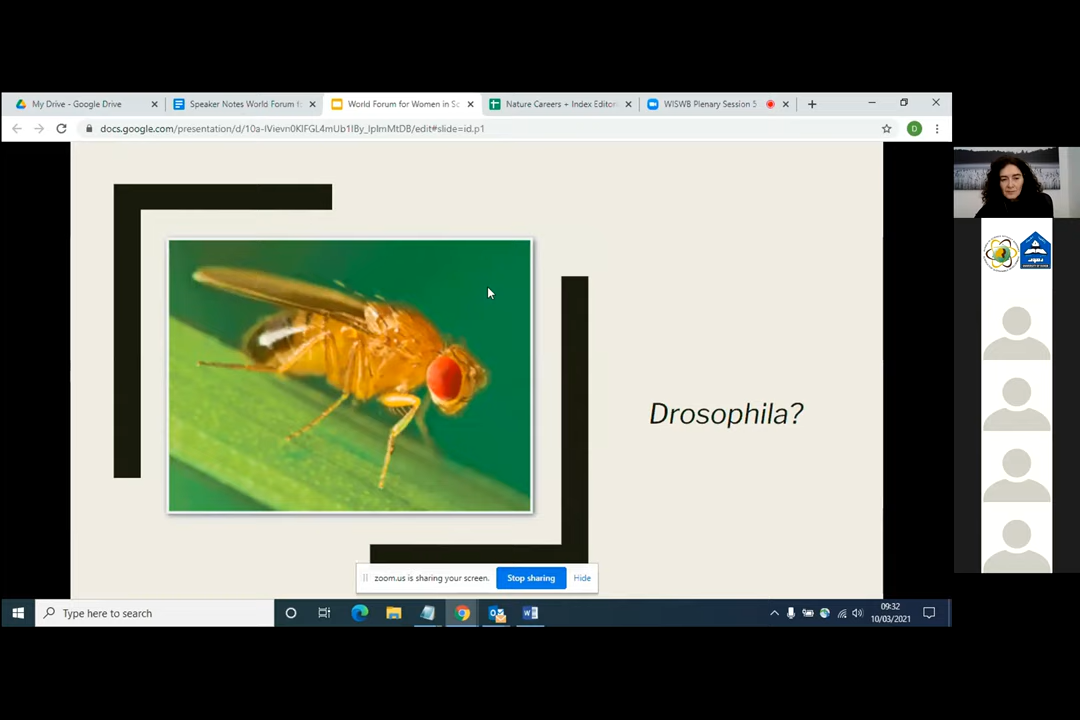 My Drive - Google Drive
Speaker Notes World Forum f
World Forum for Women in Sc
Nature Careers + Index Editor
WISWB Plenary Session 5
docs.google.com/presentation/d/10a-IVievn0KlFGL4mUb1IBy_lplmMtDB/edit#slide=id.p1
D
Drosophila?
zoom.us is sharing your screen.
Stop sharing
Hide
Type here to search
09:32
10/03/2021